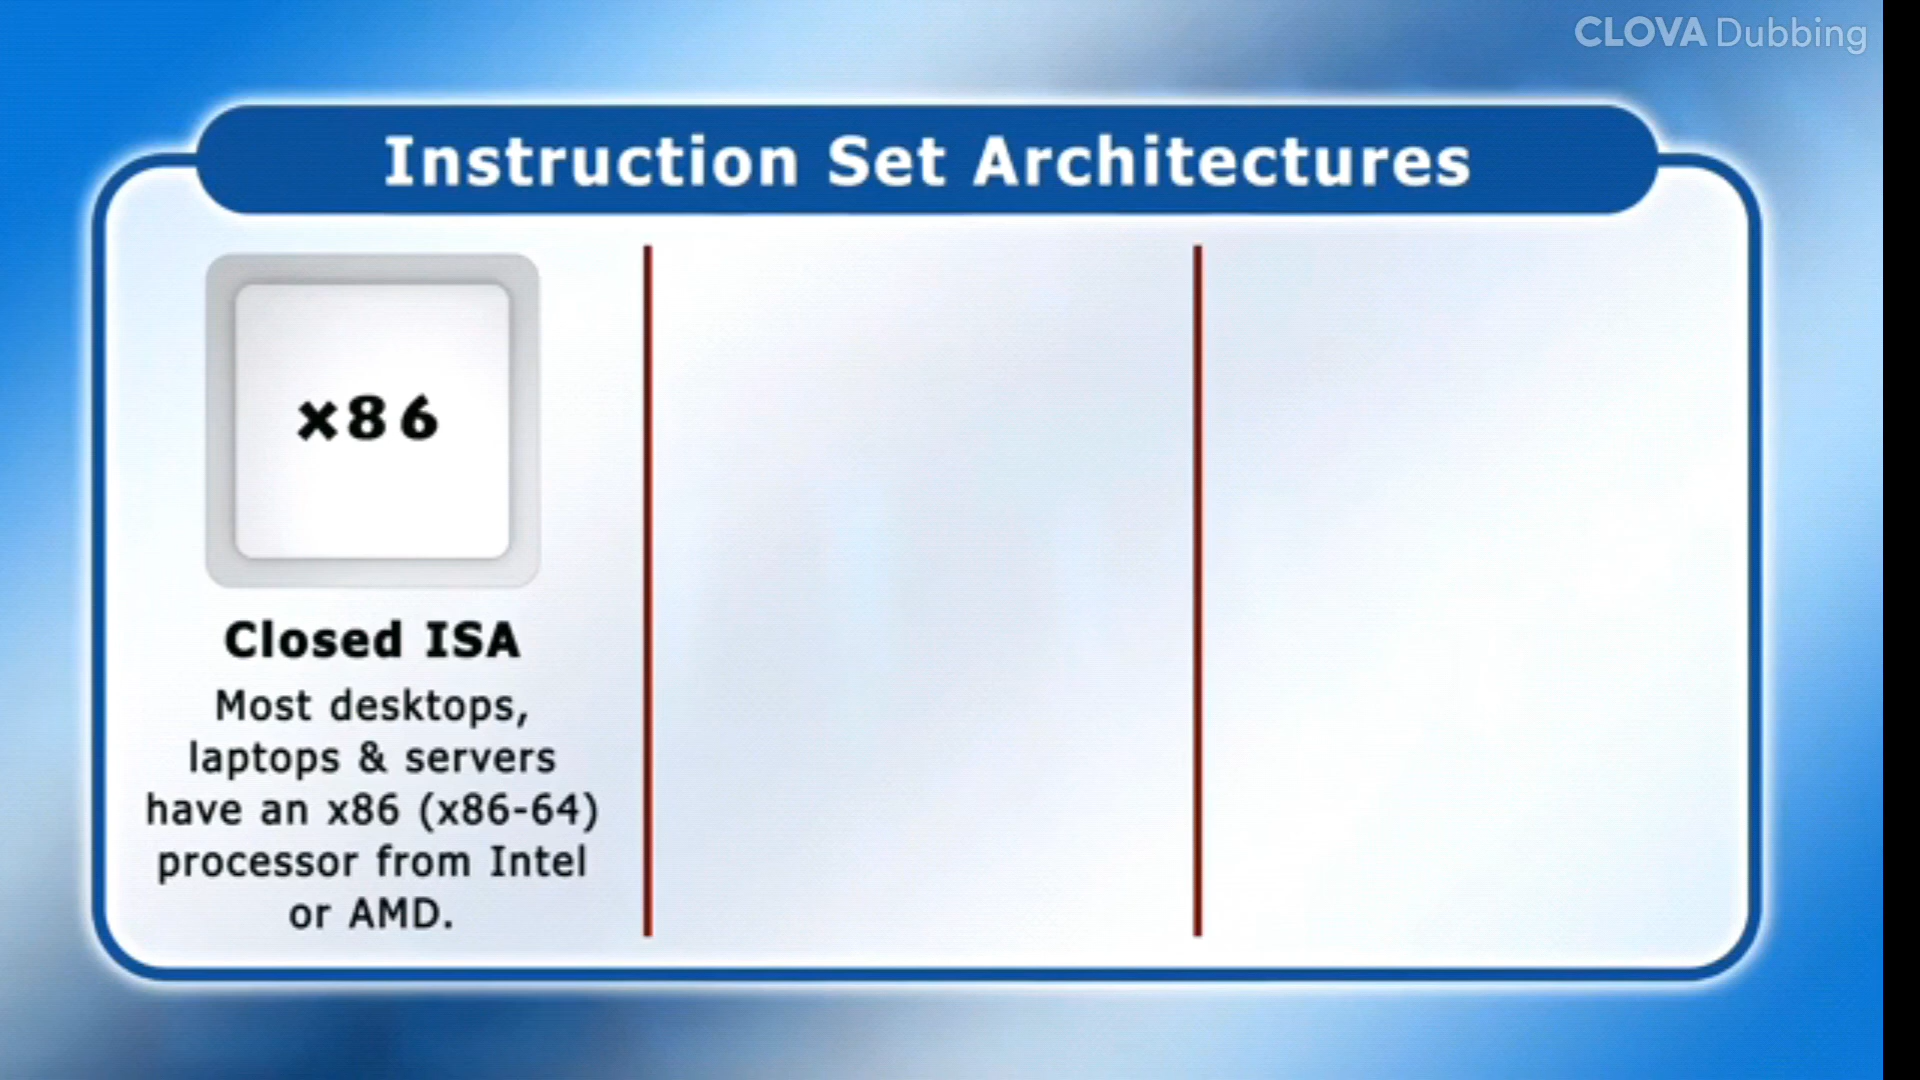 CLOVA Dubbing
Instruction Set Architectures
x86
Closed ISA
Most desktops,
laptops & servers
have an x86 (x86-64)
processor from Intel
or AMD.